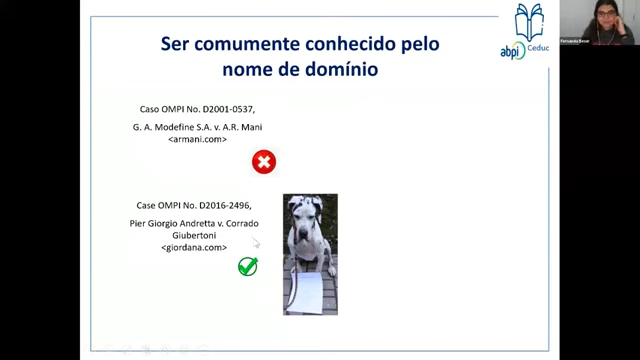 Ser comumente conhecido pelo
nome de domínio
abpi Ceduc
Caso OMPI No. D2001-0537,
G. A. Modefine S.A. v. A.R. Mani
<armani.com>
Case OMPI No. D2016-2496,
Pier Giorgio Andretta v. Corrado
Giubertoni
<giordana.com>